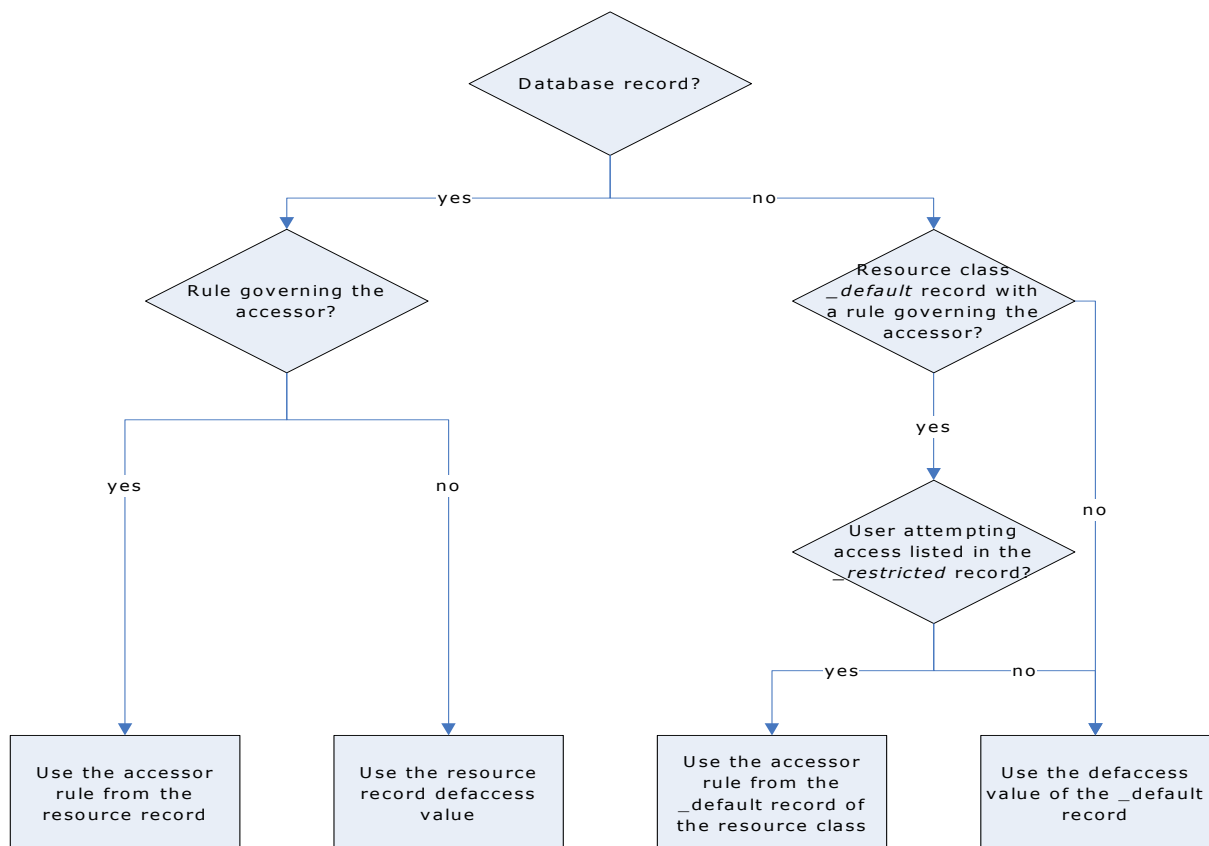 Database record?
yes
no
Rule governing the
accessor?
Resource class
_default record with
a rule governing the
accessor?
yes
yes
no
no
User attempting
access listed in the
_restricted record?
yes
no
Use the accessor
rule from the
resource record
Use the resource
record defaccess
value
Use the accessor
rule from the
_default record of
the resource class
Use the defaccess
value of the _default
record